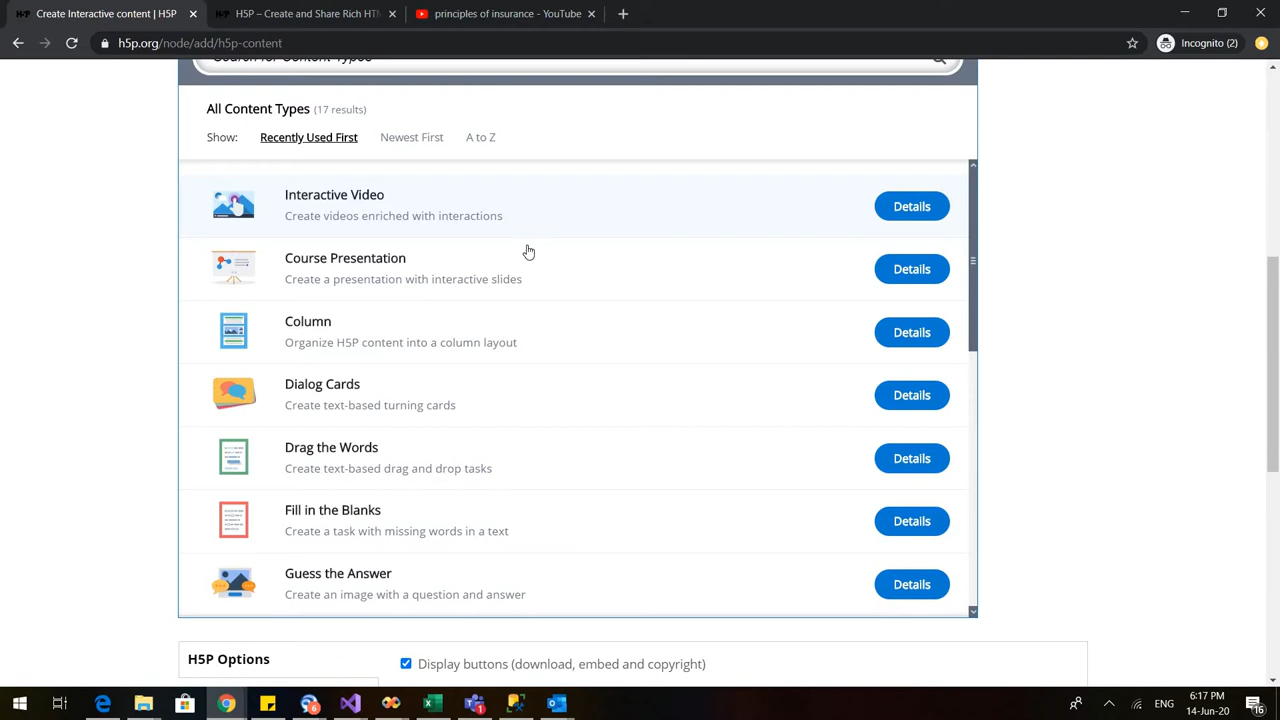 Create Interactive content | H5P
H5P – Create and Share Rich HT
principles of insurance - YouTube
h5p.org/node/add/h5p-content
Incognito (2)
Search for Content Types
All Content Types (17 results)
Show: Recently Used First Newest First A to Z
Interactive Video
Create videos enriched with interactions
Details
Course Presentation
Create a presentation with interactive slides
Details
Column
Organize H5P content into a column layout
Details
Dialog Cards
Create text-based turning cards
Details
Drag the Words
Create text-based drag and drop tasks
Details
Fill in the Blanks
Create a task with missing words in a text
Details
Guess the Answer
Create an image with a question and answer
Details
H5P Options
Display buttons (download, embed and copyright)
ENG
6:17 PM
14-Jun-20